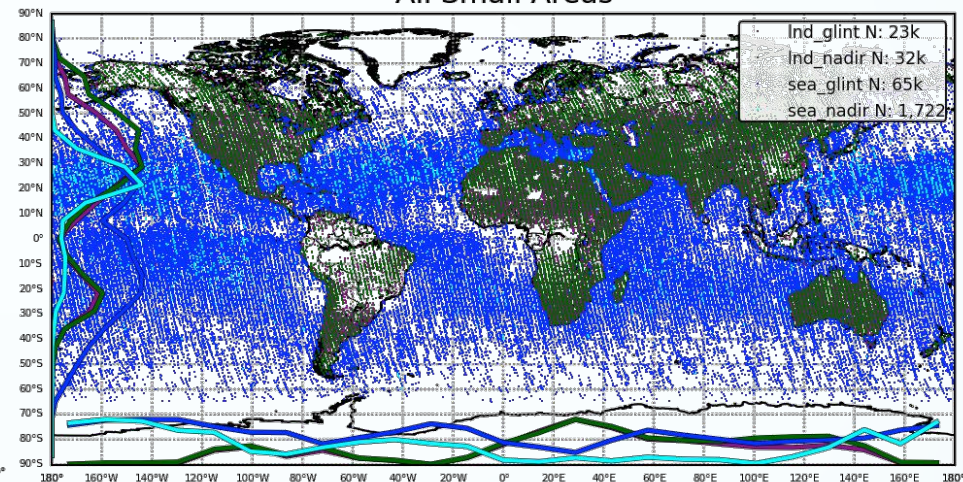 All Small Areas
90°N
80°N
70°N
60°N
50°N
40°N
30°N
20°N
10°N
0°
10°S
20°S
30°S
40°S
50°S
60°S
70°S
80°S
90°S
lnd_glint N: 23k
lnd_nadir N: 32k
sea_glint N: 65k
sea_nadir N: 1,722
180° 160°W 140°W 120°W 100°W 80°W 60°W 40°W 20°W 0° 20°E 40°E 60°E 80°E 100°E 120°E 140°E 160°E 180°